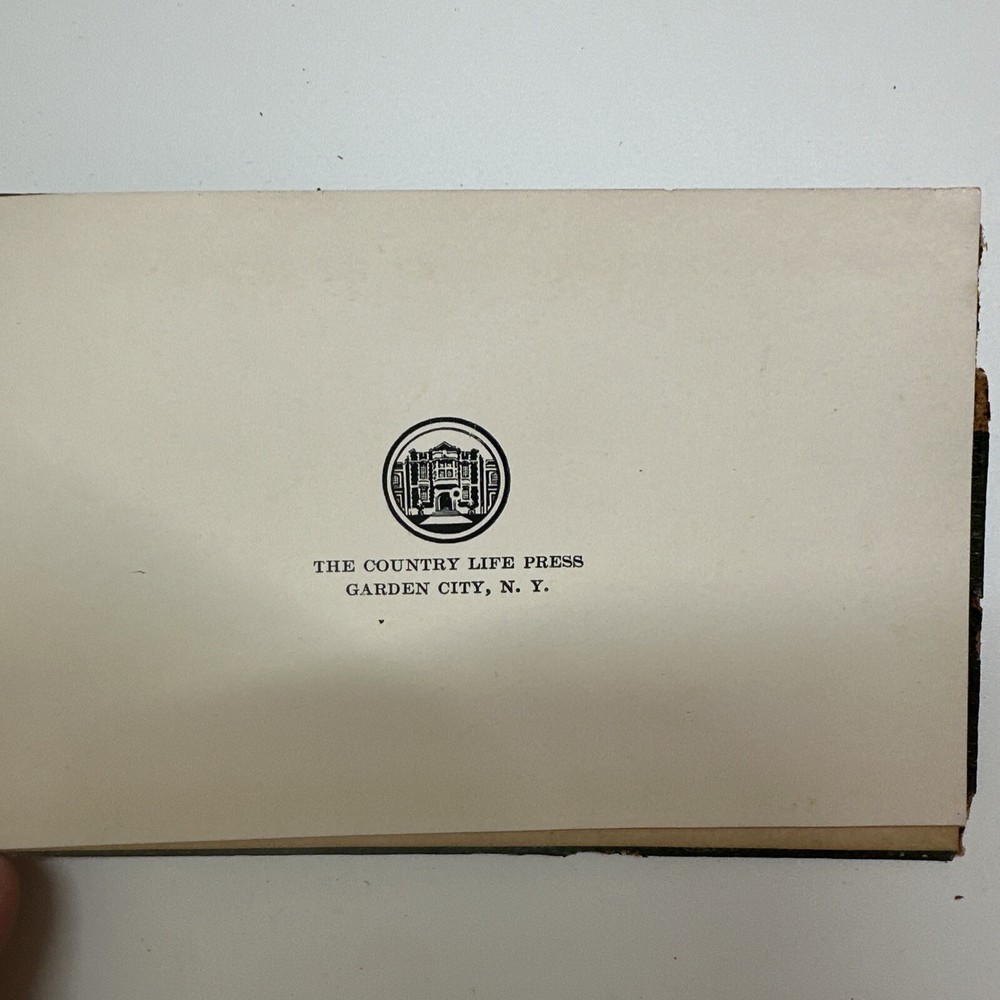 THE COUNTRY LIFE PRESS
GARDEN CITY, N. Y.